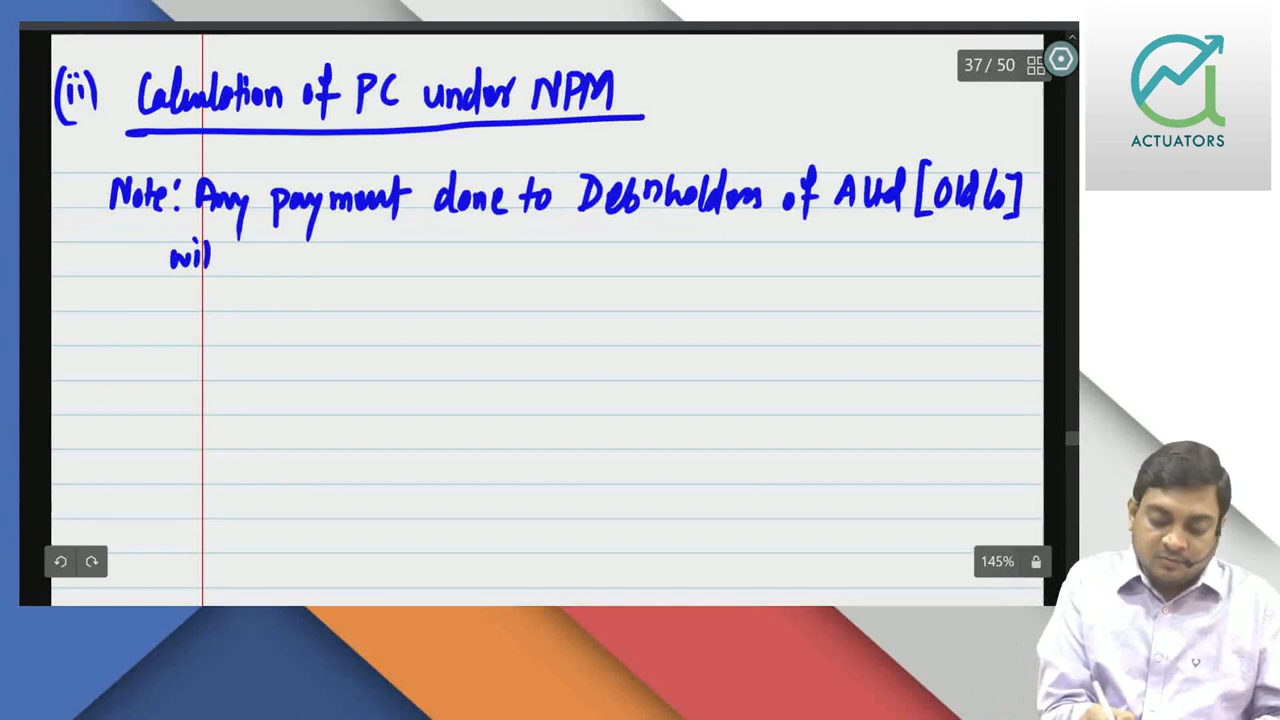 (ii) Calculation of PC under NPM
37 / 50
Note: Any payment done to Debnholders of A Ltd [Old Co]
wil
145%
ACTUATORS